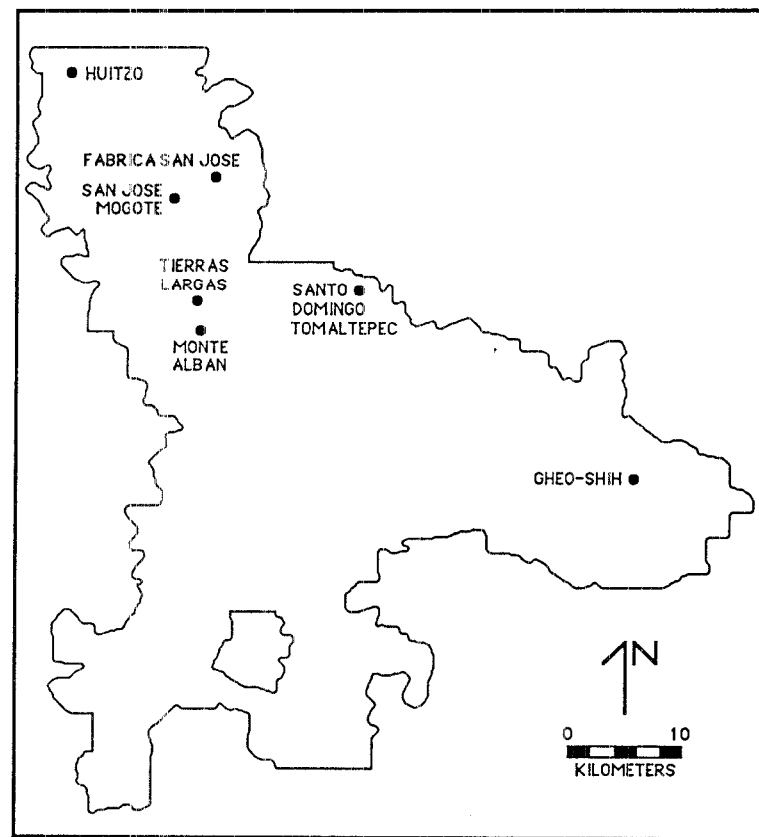 HUITZO
FABRICA SAN JOSE
SAN JOSE
MOGOTE
TIERRAS
LARGAS
SANTO
DOMINGO
TOMALTEPEC
MONTE
ALBAN
GHEO-SHIH
N
0 10
KILOMETERS